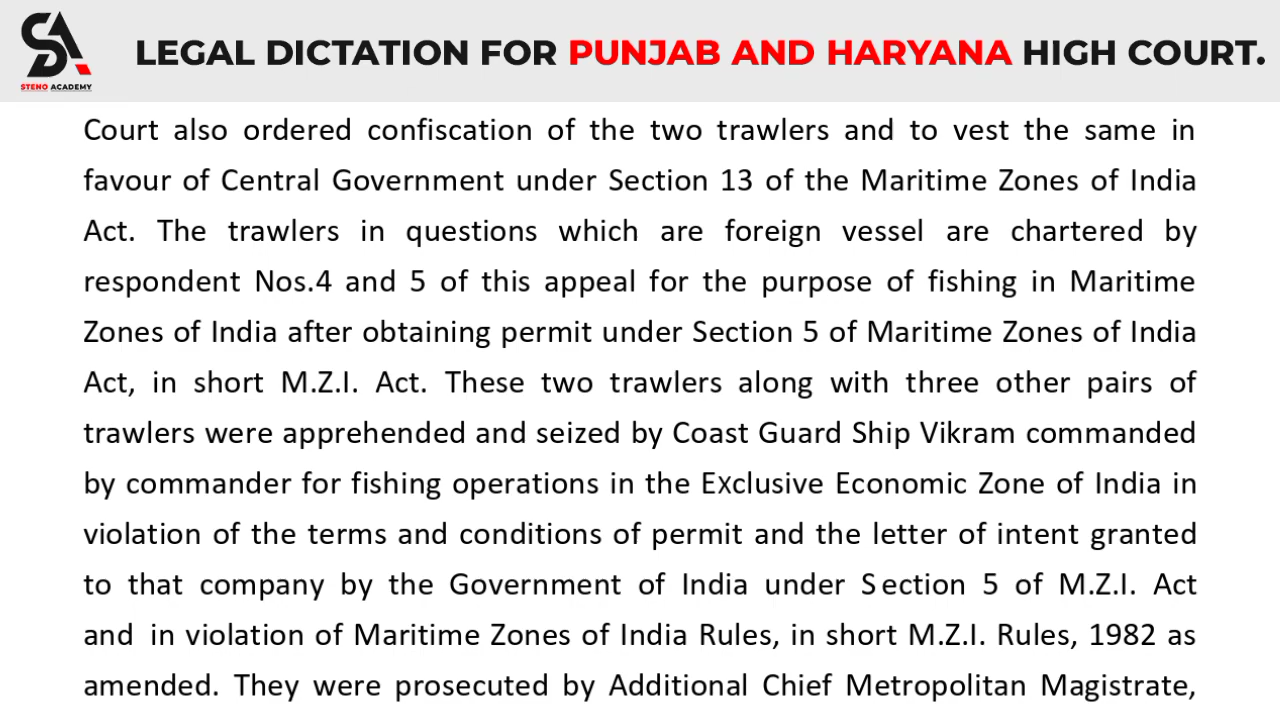 STENO ACADEMY
LEGAL DICTATION FOR PUNJAB AND HARYANA HIGH COURT.
Court also ordered confiscation of the two trawlers and to vest the same in
favour of Central Government under Section 13 of the Maritime Zones of India
Act. The trawlers in questions which are foreign vessel are chartered by
respondent Nos.4 and 5 of this appeal for the purpose of fishing in Maritime
Zones of India after obtaining permit under Section 5 of Maritime Zones of India
Act, in short M.Z.I. Act. These two trawlers along with three other pairs of
trawlers were apprehended and seized by Coast Guard Ship Vikram commanded
by commander for fishing operations in the Exclusive Economic Zone of India in
violation of the terms and conditions of permit and the letter of intent granted
to that company by the Government of India under Section 5 of M.Z.I. Act
and in violation of Maritime Zones of India Rules, in short M.Z.I. Rules, 1982 as
amended. They were prosecuted by Additional Chief Metropolitan Magistrate,